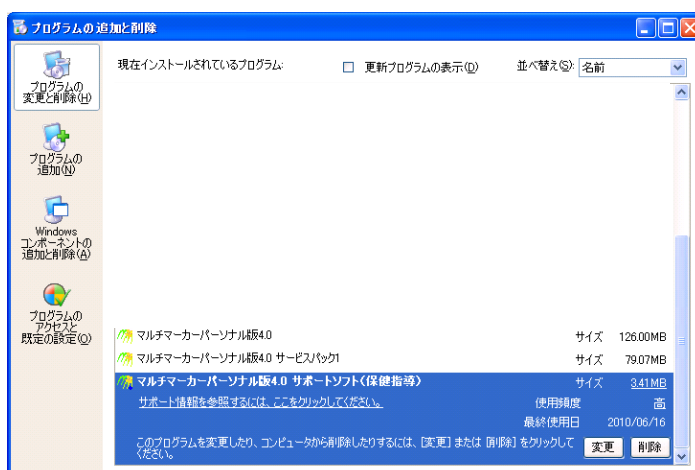 プログラムの追加と削除
現在インストールされているプログラム:
更新プログラムの表示(D)
並べ替え(S):
名前
プログラムの
変更と削除(H)
プログラムの
追加(N)
Windows
コンポーネントの
追加と削除(A)
プログラムの
アクセスと
既定の設定(O)
マルチマーカーパーソナル版4.0
サイズ 126.00MB
マルチマーカーパーソナル版4.0 サービスパック1
サイズ 79.07MB
マルチマーカーパーソナル版4.0 サポートソフト(保健指導)
サイズ 3.41MB
サポート情報を参照するには、ここをクリックしてください。
使用頻度 高
最終使用日 2010/06/16
このプログラムを変更したり、コンピュータから削除したりするには、[変更] または [削除] をクリックして
ください。
変更
削除